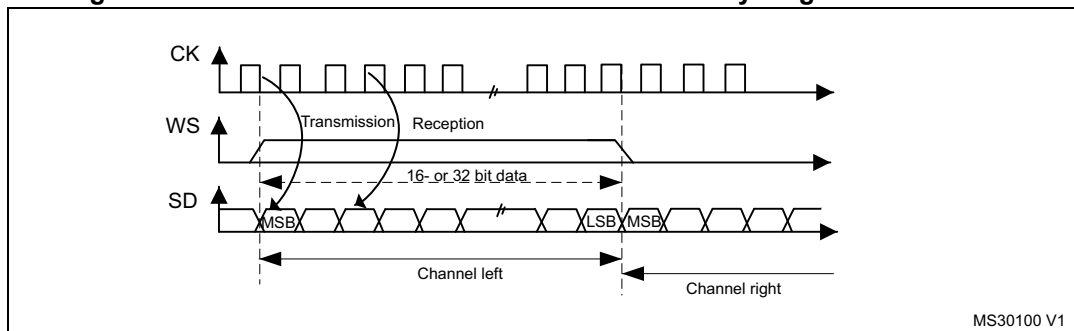 CK
Transmission Reception
WS
16- or 32 bit data
SD
MSB LSB MSB
Channel left
Channel right
MS30100 V1